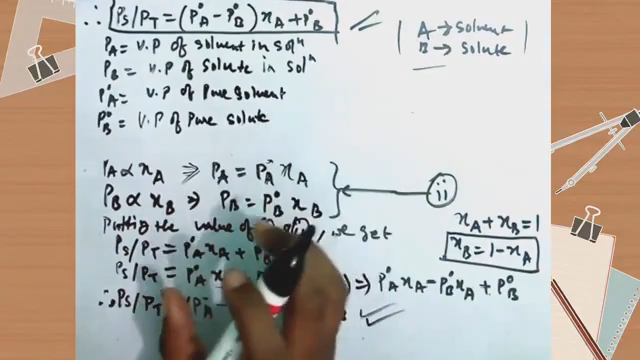 ∴ Ps/PT = (P°A − P°B) xA + P°B
A → Solvent
B → Solute
PA = V.P of solvent in solⁿ
PB = V.P of Solute in solⁿ
P°A = V.P of Pure Solvent
P°B = V.P of Pure solute
PA ∝ xA ⇒ PA = P°A xA
PB ∝ xB ⇒ PB = P°B xB
(ii)
Putting the value of we get
xA + xB = 1
xB = 1 − xA
Ps/PT = P°A xA +
Ps/PT = P°A ⇒ P°A xA − P°B xA + P°B
∴ Ps/PT